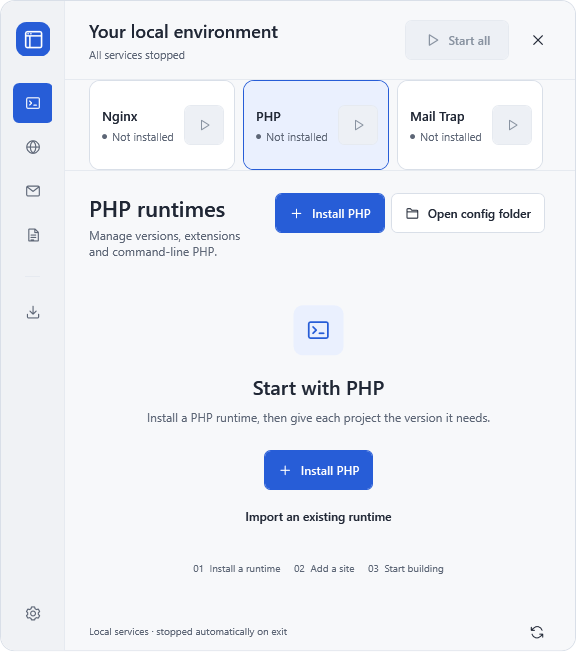 Your local environment
All services stopped
Start all
Nginx
Not installed
PHP
Not installed
Mail Trap
Not installed
PHP runtimes
Manage versions, extensions
and command-line PHP.
Install PHP
Open config folder
Start with PHP
Install a PHP runtime, then give each project the version it needs.
Install PHP
Import an existing runtime
01 Install a runtime 02 Add a site 03 Start building
Local services · stopped automatically on exit